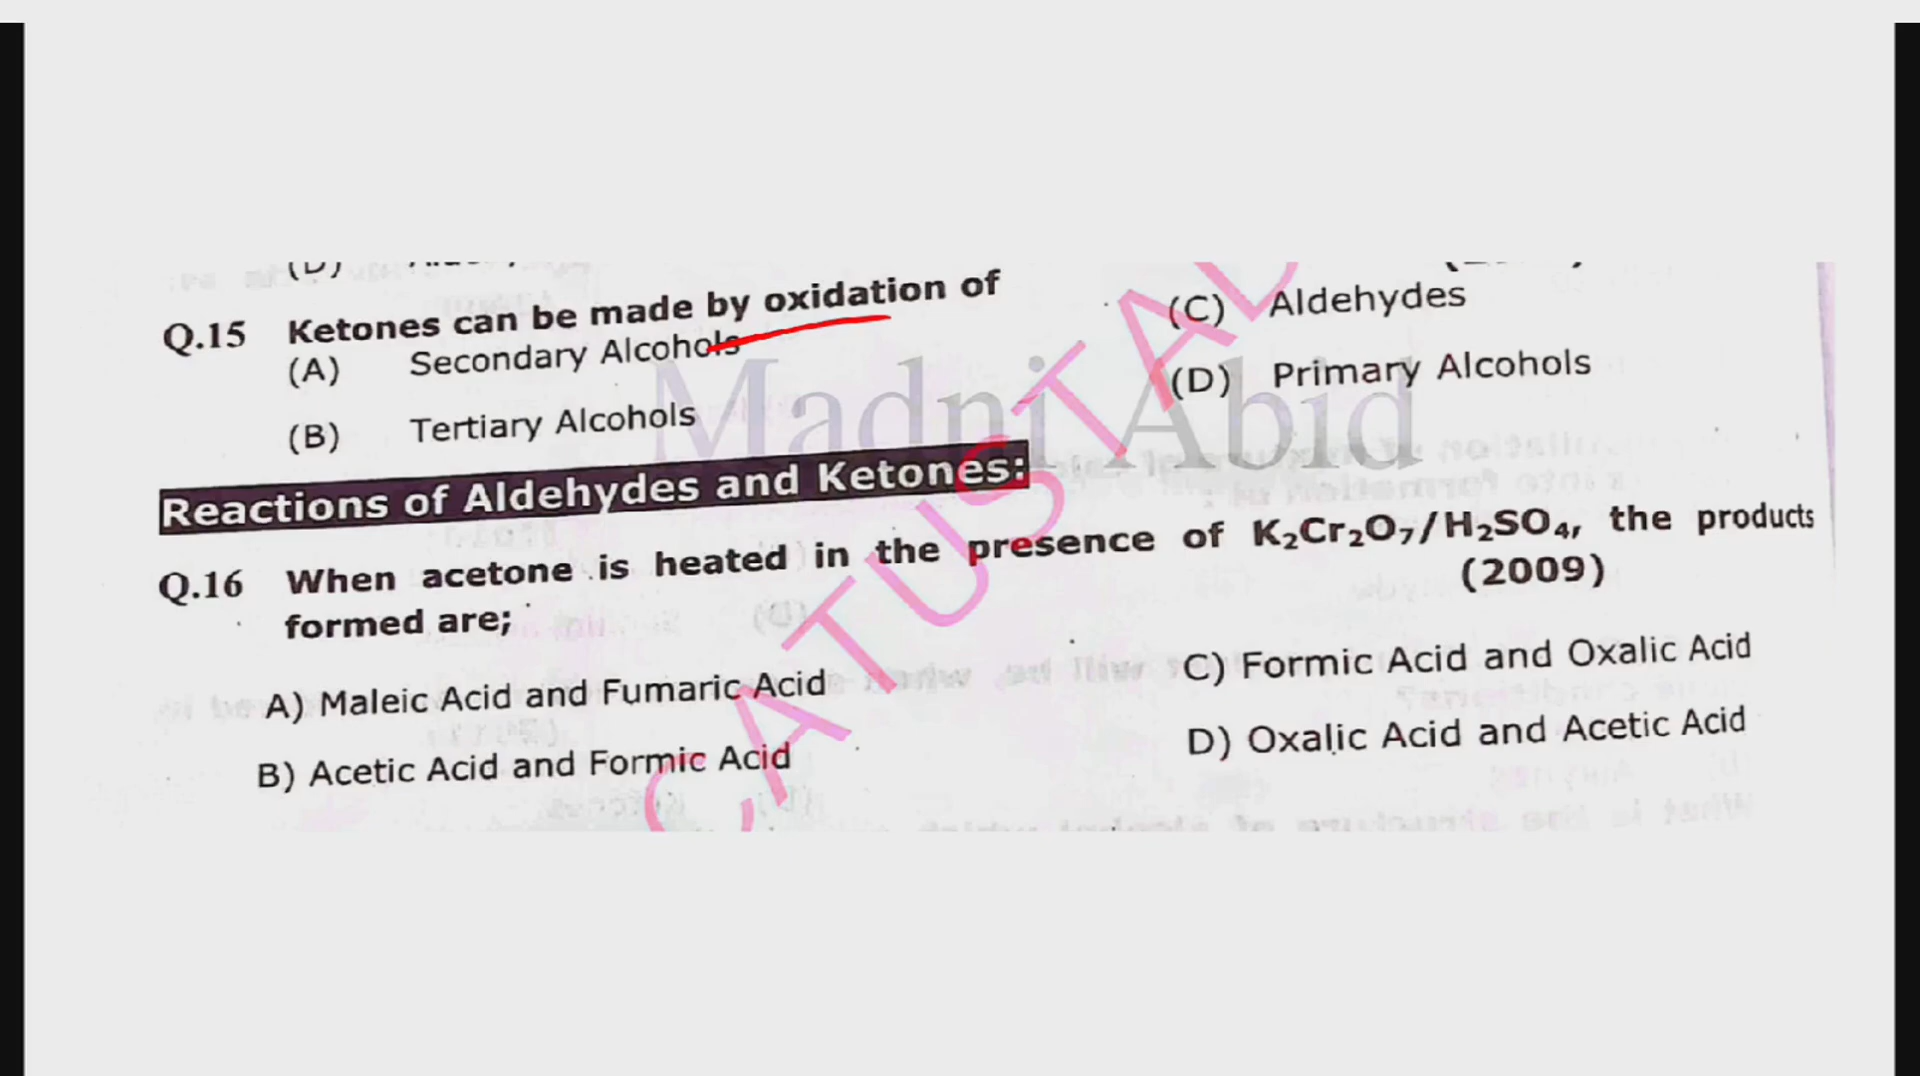 Q.15 Ketones can be made by oxidation of
(A) Secondary Alcohols
(B) Tertiary Alcohols
(C) Aldehydes
(D) Primary Alcohols
Reactions of Aldehydes and Ketones:
Q.16 When acetone is heated in the presence of K₂Cr₂O₇/H₂SO₄, the products
formed are; (2009)
A) Maleic Acid and Fumaric Acid
B) Acetic Acid and Formic Acid
C) Formic Acid and Oxalic Acid
D) Oxalic Acid and Acetic Acid
Madni Abid